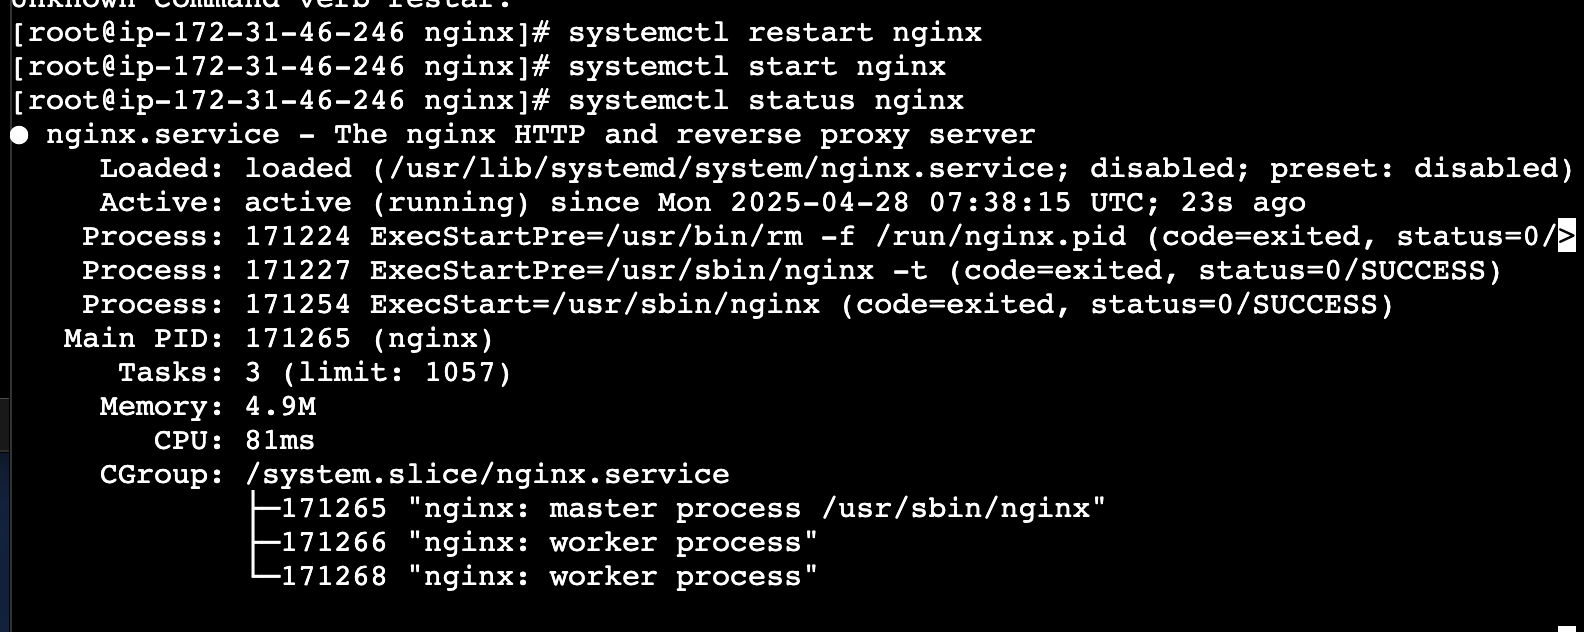 Unknown command verb restar.
[root@ip-172-31-46-246 nginx]# systemctl restart nginx
[root@ip-172-31-46-246 nginx]# systemctl start nginx
[root@ip-172-31-46-246 nginx]# systemctl status nginx
● nginx.service - The nginx HTTP and reverse proxy server
     Loaded: loaded (/usr/lib/systemd/system/nginx.service; disabled; preset: disabled)
     Active: active (running) since Mon 2025-04-28 07:38:15 UTC; 23s ago
    Process: 171224 ExecStartPre=/usr/bin/rm -f /run/nginx.pid (code=exited, status=0/>
    Process: 171227 ExecStartPre=/usr/sbin/nginx -t (code=exited, status=0/SUCCESS)
    Process: 171254 ExecStart=/usr/sbin/nginx (code=exited, status=0/SUCCESS)
   Main PID: 171265 (nginx)
      Tasks: 3 (limit: 1057)
     Memory: 4.9M
        CPU: 81ms
     CGroup: /system.slice/nginx.service
             ├─171265 "nginx: master process /usr/sbin/nginx"
             ├─171266 "nginx: worker process"
             └─171268 "nginx: worker process"